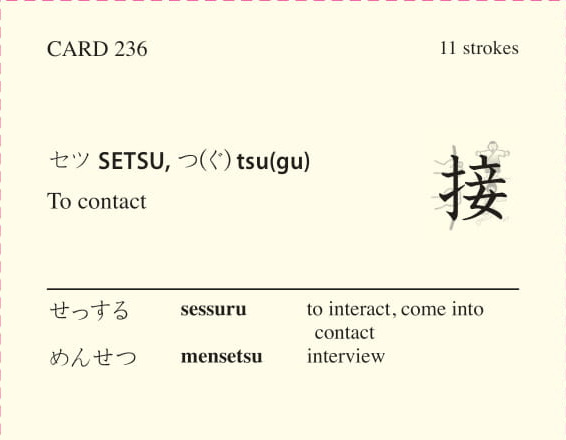 CARD 236 11 strokes
セツ SETSU, つ(ぐ) tsu(gu)
To contact
接
せっする sessuru to interact, come into
contact
めんせつ mensetsu interview